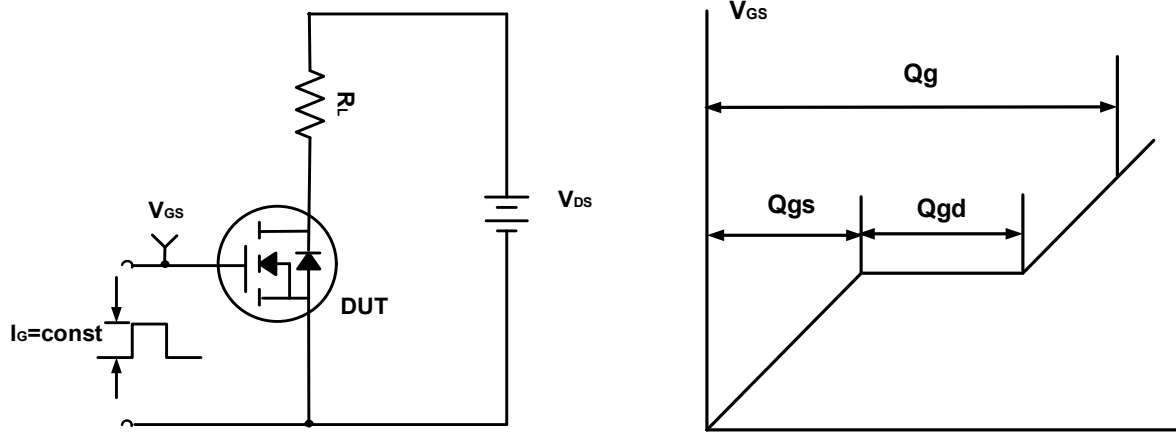 RL
VGS
VDS
DUT
IG=const
VGS
Qg
Qgs
Qgd